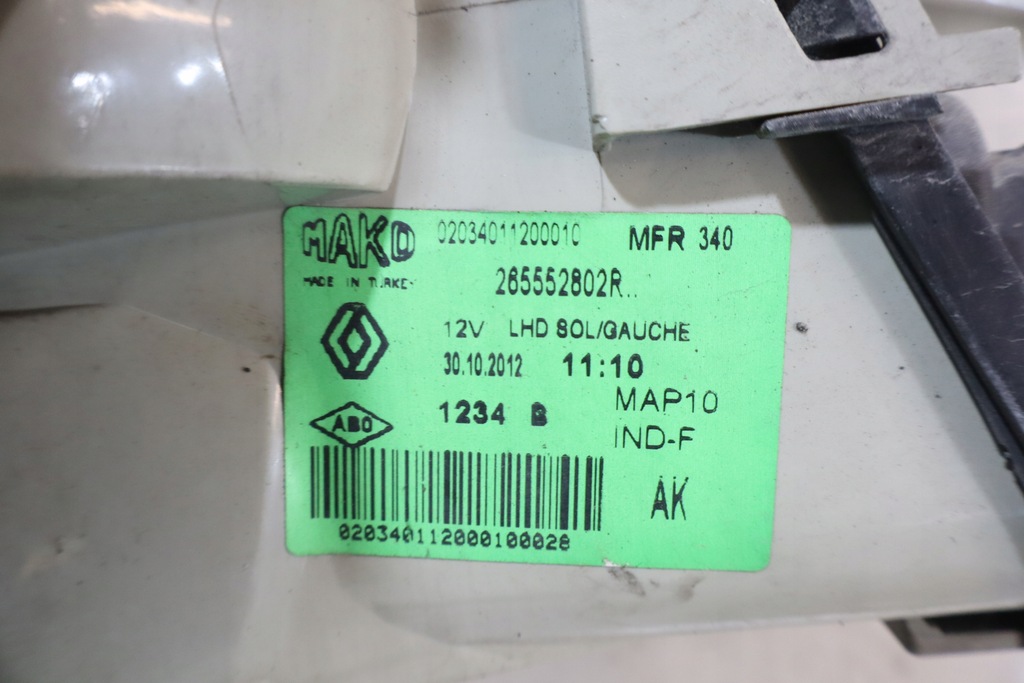 MAKO 02034011200010 MFR 340
MADE IN TURKEY
265552802R..
12V LHD SOL/GAUCHE
30.10.2012 11:10
1234 B MAP10
ABO IND-F
AK
020340112000100028